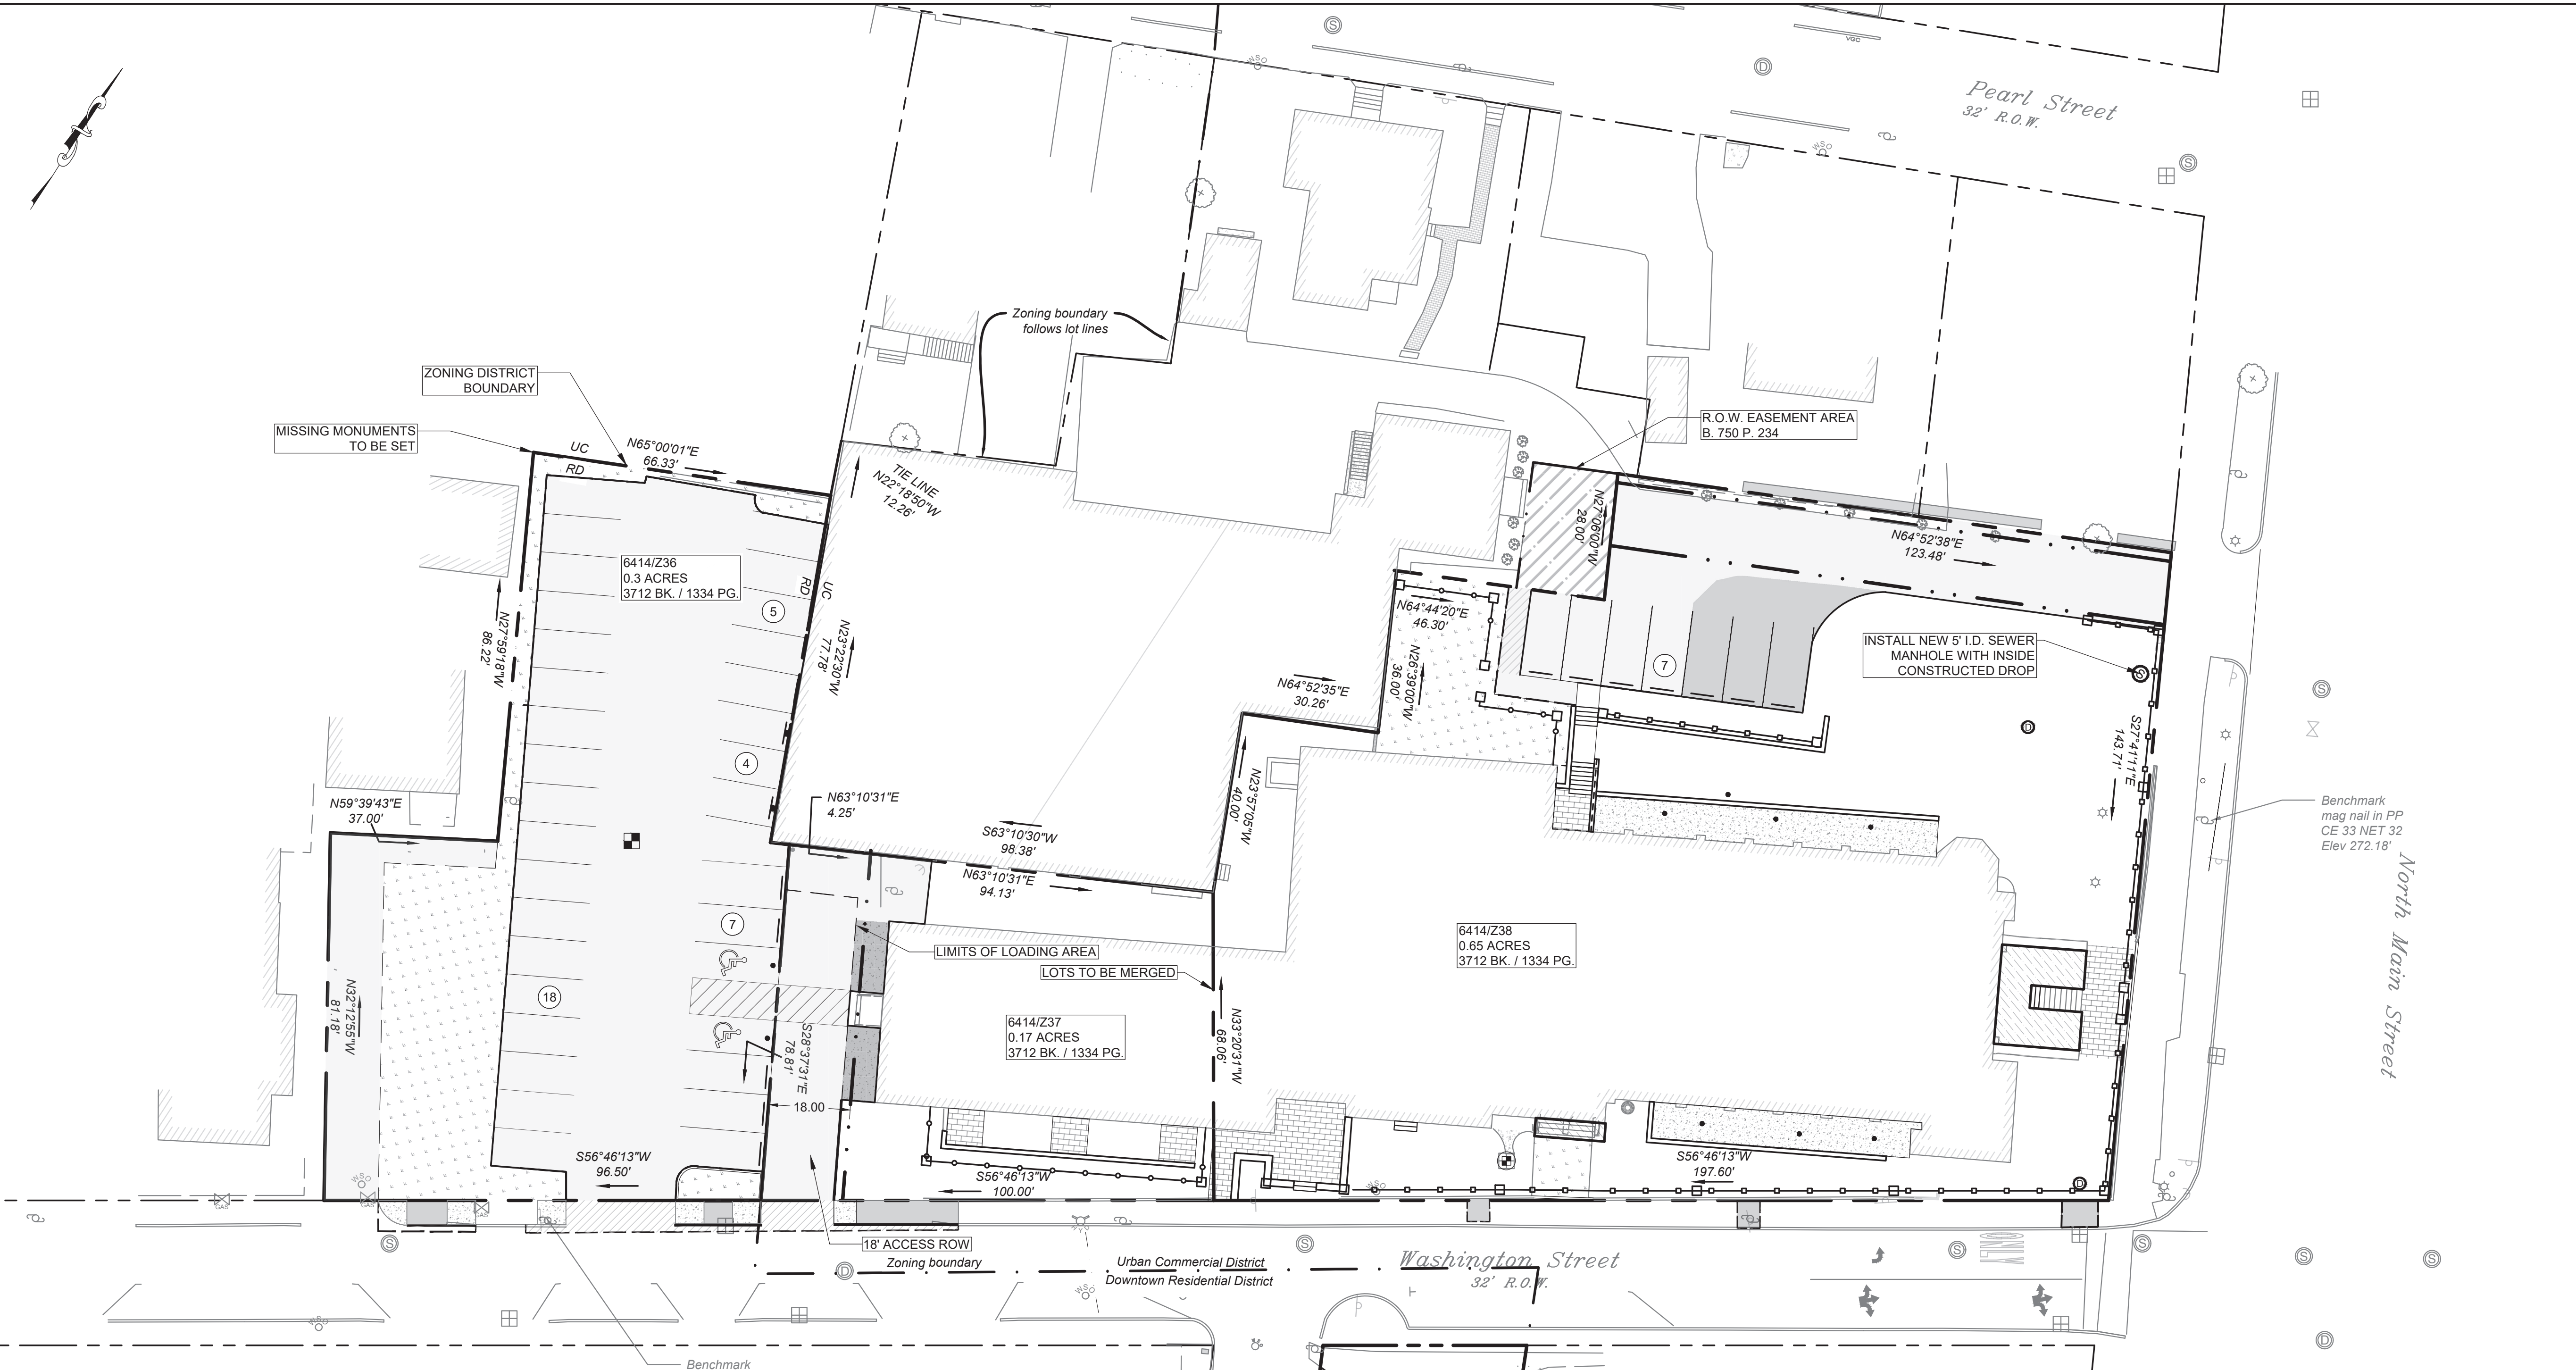 VGC
Pearl Street
32' R.O.W.
S
S
D
S
WSO
WSO
Zoning boundary
follows lot lines
ZONING DISTRICT
BOUNDARY
MISSING MONUMENTS
TO BE SET
UC
RD
N65°00'01"E
66.33'
TIE LINE
N22°18'50"W
12.26'
R.O.W. EASEMENT AREA
B. 750 P. 234
N27°06'00"W
28.00'
N64°52'38"E
123.48'
6414/Z36
0.3 ACRES
3712 BK. / 1334 PG.
5
RD
UC
N27°59'18"W
86.22'
N23°22'30"W
77.78'
N64°44'20"E
46.30'
N26°39'00"W
36.00'
N64°52'35"E
30.26'
7
INSTALL NEW 5' I.D. SEWER
MANHOLE WITH INSIDE
CONSTRUCTED DROP
S
S
D
S27°41'11"E
143.71'
4
N59°39'43"E
37.00'
N63°10'31"E
4.25'
S63°10'30"W
98.38'
N23°57'05"W
40.00'
N63°10'31"E
94.13'
Benchmark
mag nail in PP
CE 33 NET 32
Elev 272.18'
North Main Street
7
LIMITS OF LOADING AREA
LOTS TO BE MERGED
6414/Z38
0.65 ACRES
3712 BK. / 1334 PG.
18
N32°12'55"W
81.18'
6414/Z37
0.17 ACRES
3712 BK. / 1334 PG.
N33°20'31"W
68.06'
S28°37'31"E
78.81'
18.00
S56°46'13"W
96.50'
S56°46'13"W
100.00'
S56°46'13"W
197.60'
WSO
WSO
GAS
GAS
GAS
HYD
D
S
18' ACCESS ROW
S
Washington Street
32' R.O.W.
S
S
S
S
Zoning boundary
Urban Commercial District
Downtown Residential District
D
WSO
WSO
D
Benchmark